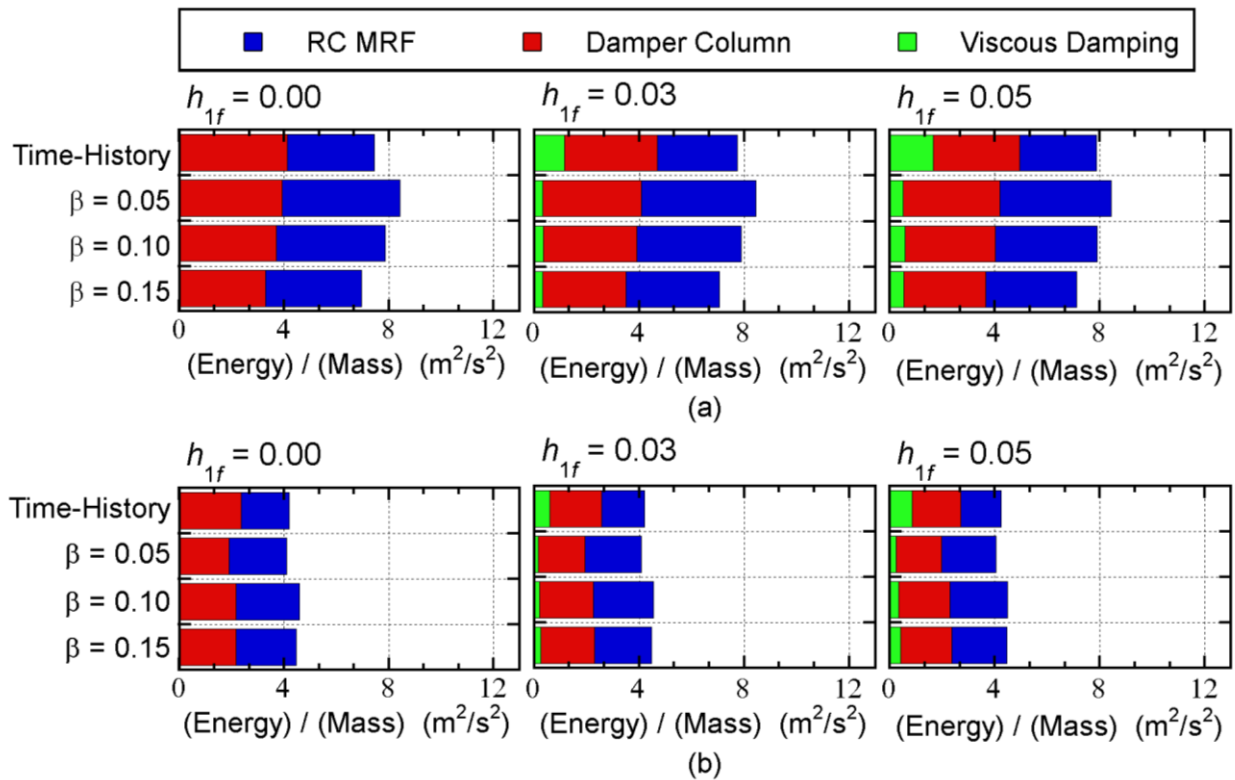 RC MRF Damper Column Viscous Damping
h1f = 0.00 h1f = 0.03 h1f = 0.05
Time-History
β = 0.05
β = 0.10
β = 0.15
0 4 8 12 0 4 8 12 0 4 8 12
(Energy) / (Mass) (m²/s²) (Energy) / (Mass) (m²/s²) (Energy) / (Mass) (m²/s²)
(a)
h1f = 0.00 h1f = 0.03 h1f = 0.05
Time-History
β = 0.05
β = 0.10
β = 0.15
0 4 8 12 0 4 8 12 0 4 8 12
(Energy) / (Mass) (m²/s²) (Energy) / (Mass) (m²/s²) (Energy) / (Mass) (m²/s²)
(b)